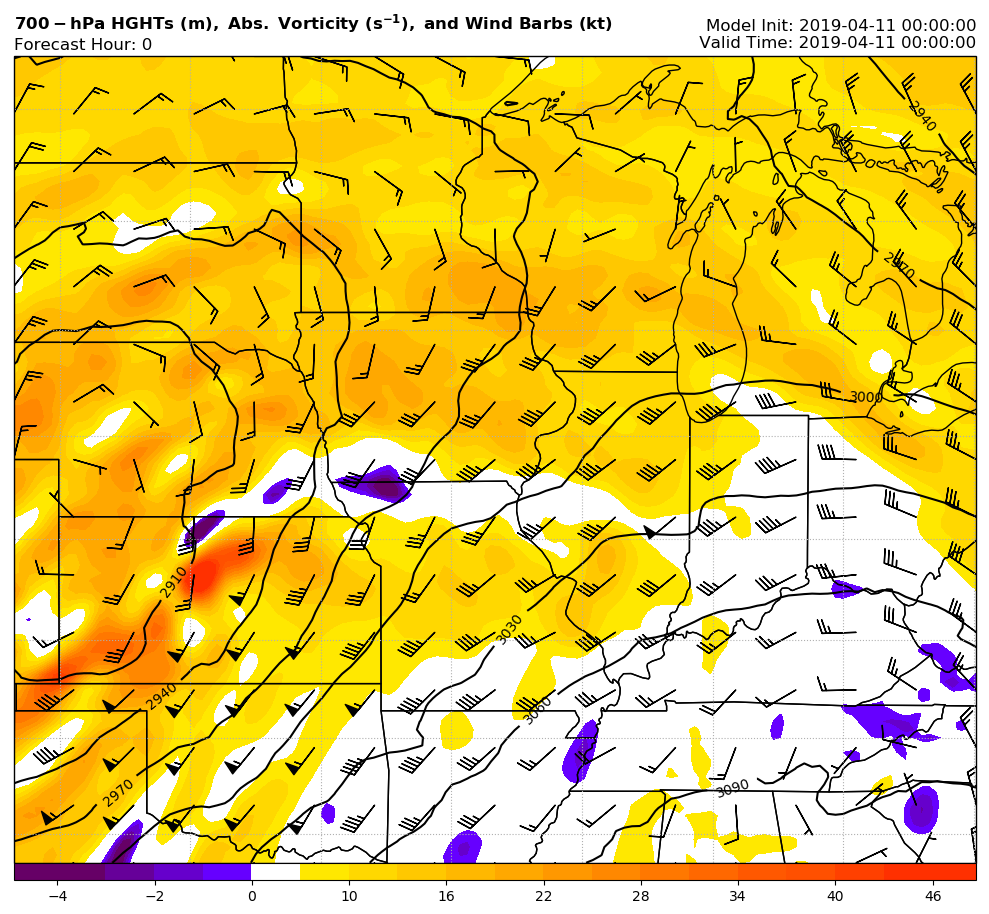 700 − hPa HGHTs (m), Abs. Vorticity (s⁻¹), and Wind Barbs (kt)
Model Init: 2019-04-11 00:00:00
Forecast Hour: 0
Valid Time: 2019-04-11 00:00:00
2940
2970
3000
2910
3030
2940
3060
2970
3090
−4 −2 0 10 16 22 28 34 40 46